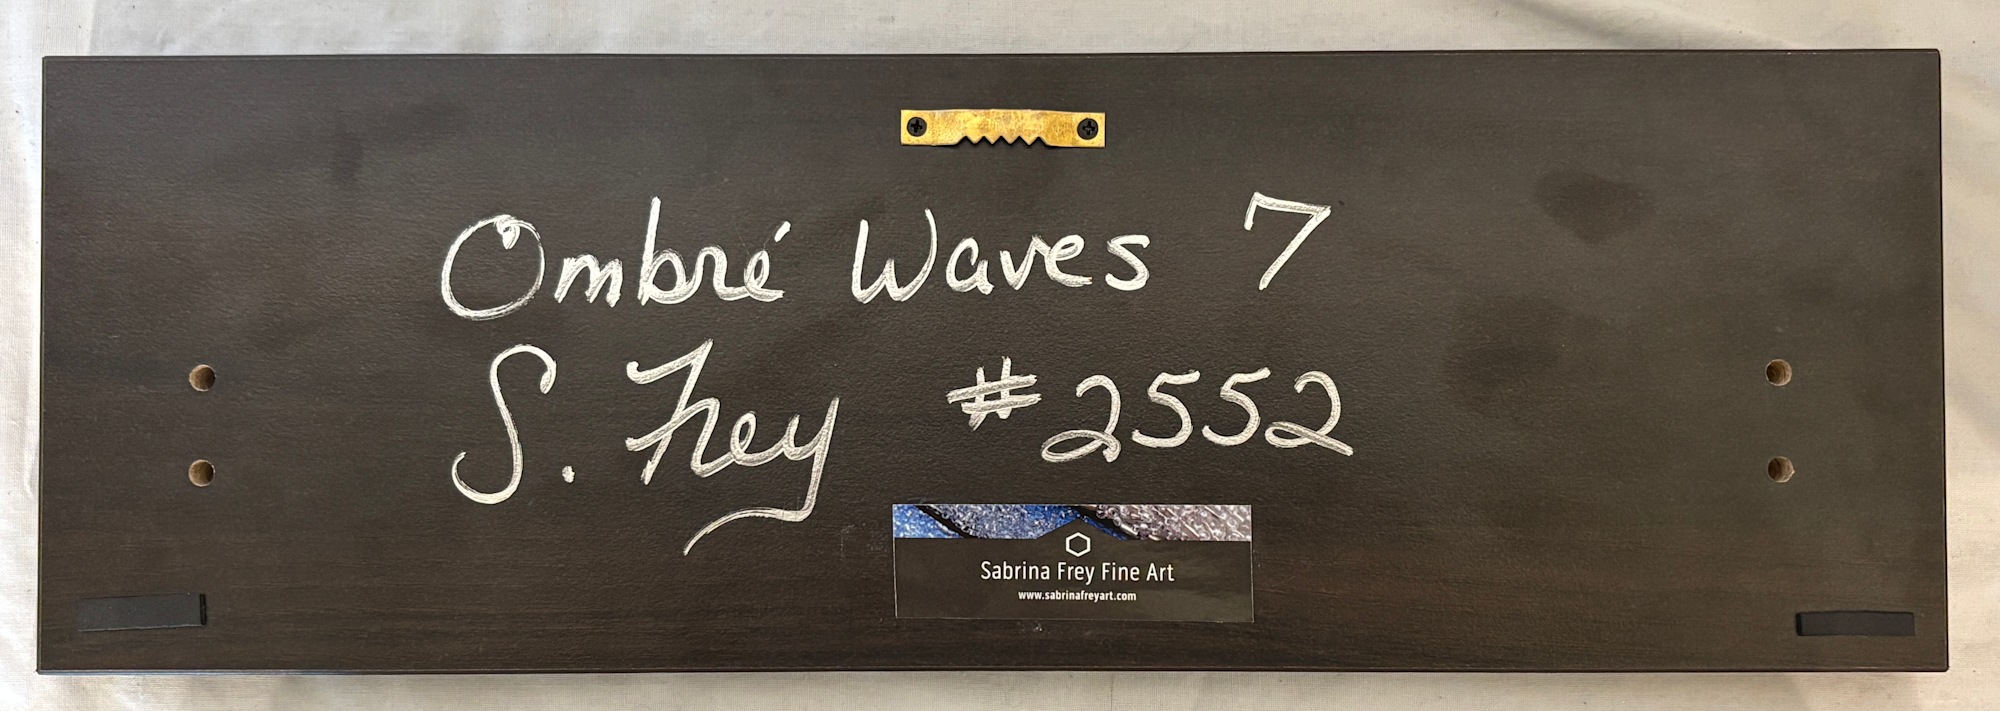 Ombré Waves 7
S. Frey #2552
Sabrina Frey Fine Art
www.sabrinafreyart.com